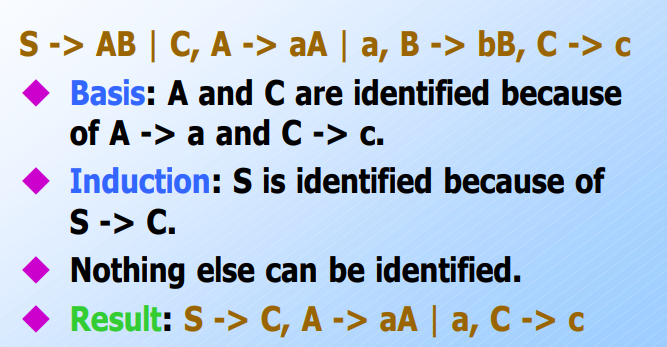 S -> AB | C, A -> aA | a, B -> bB, C -> c
Basis: A and C are identified because
of A -> a and C -> c.
Induction: S is identified because of
S -> C.
Nothing else can be identified.
Result: S -> C, A -> aA | a, C -> c